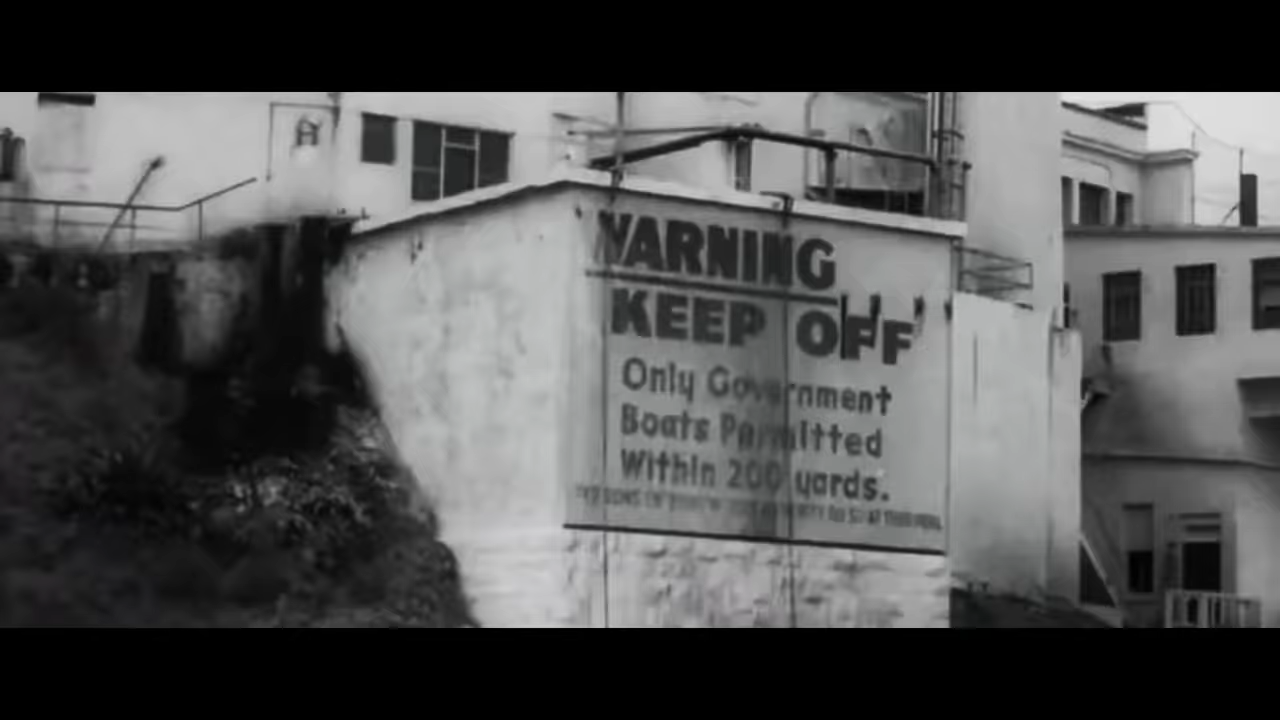 WARNING
KEEP OFF
Only Government
Boats Permitted
Within 200 yards.